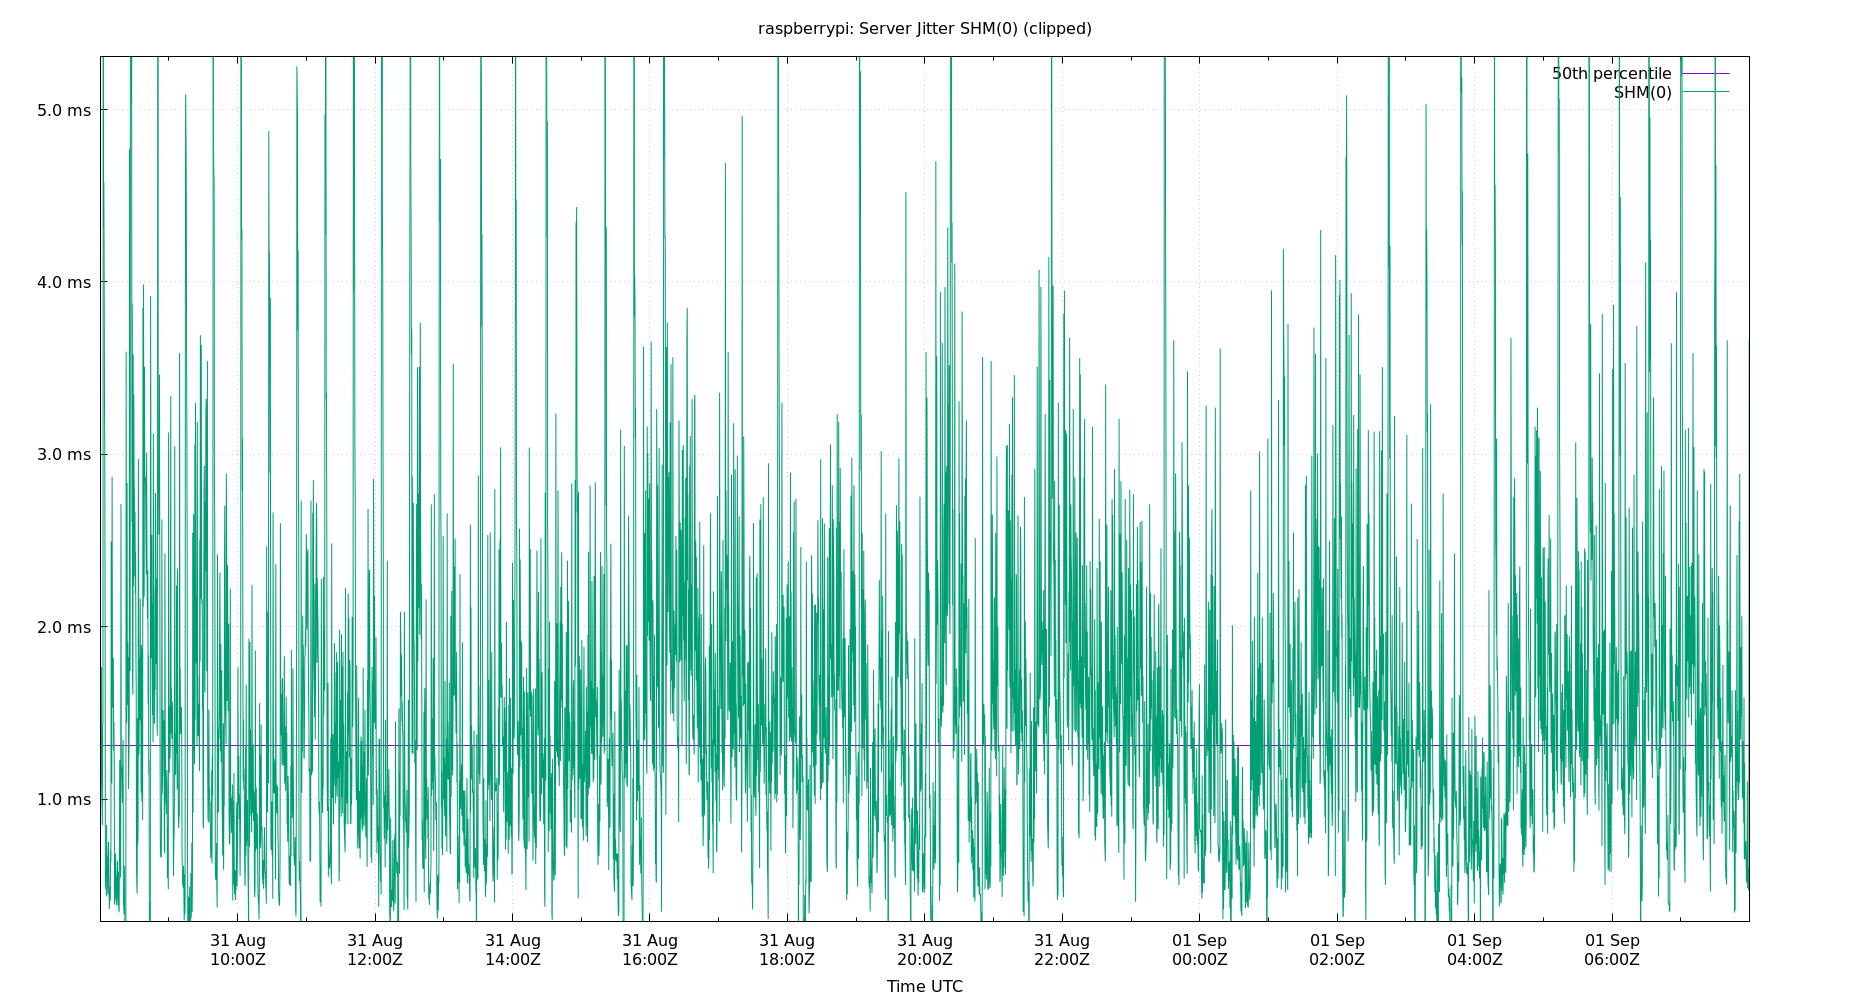 raspberrypi: Server Jitter SHM(0) (clipped)
50th percentile
SHM(0)
5.0 ms
4.0 ms
3.0 ms
2.0 ms
1.0 ms
31 Aug 31 Aug 31 Aug 31 Aug 31 Aug 31 Aug 31 Aug 01 Sep 01 Sep 01 Sep 01 Sep
10:00Z 12:00Z 14:00Z 16:00Z 18:00Z 20:00Z 22:00Z 00:00Z 02:00Z 04:00Z 06:00Z
Time UTC